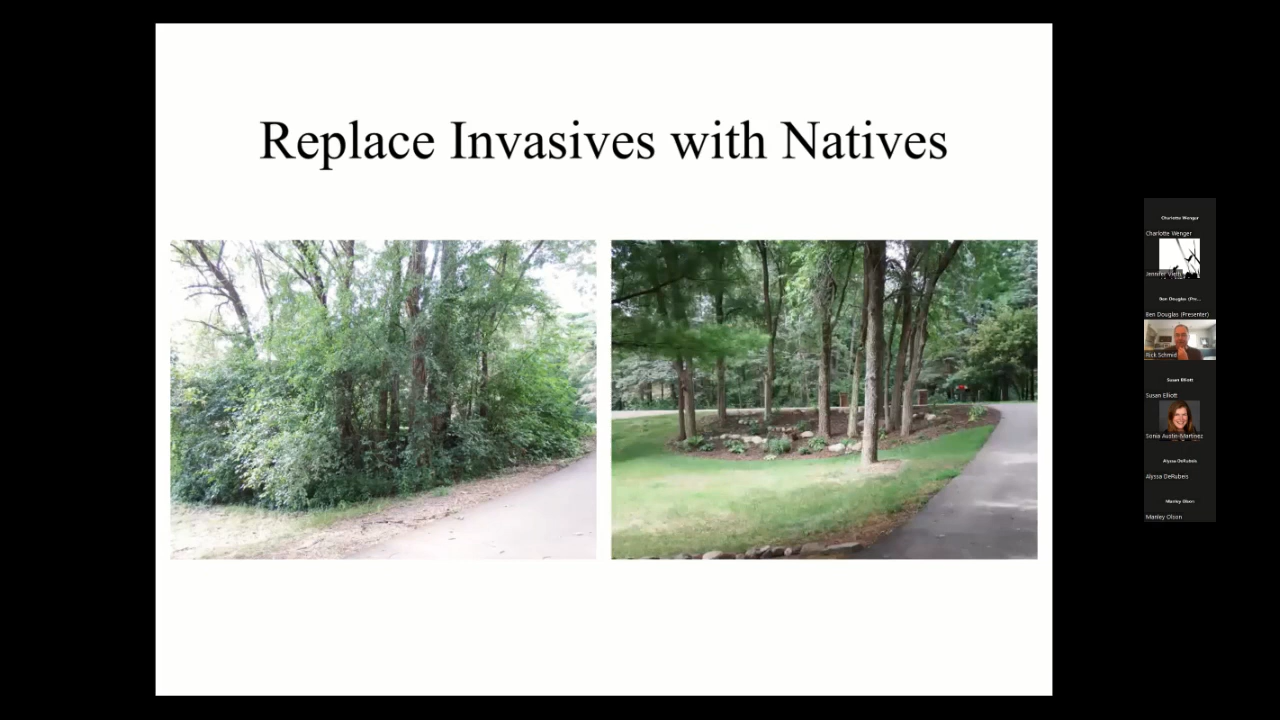 Replace Invasives with Natives
Charlotte Wenger
Charlotte Wenger
Jennifer
Ben Douglas (Pre...
Ben Douglas (Presenter)
Rick Schmid
Susan Elliott
Susan Elliott
Sonia Austin-Martinez
Alyssa DeRubeis
Alyssa DeRubeis
Manley Olson
Manley Olson